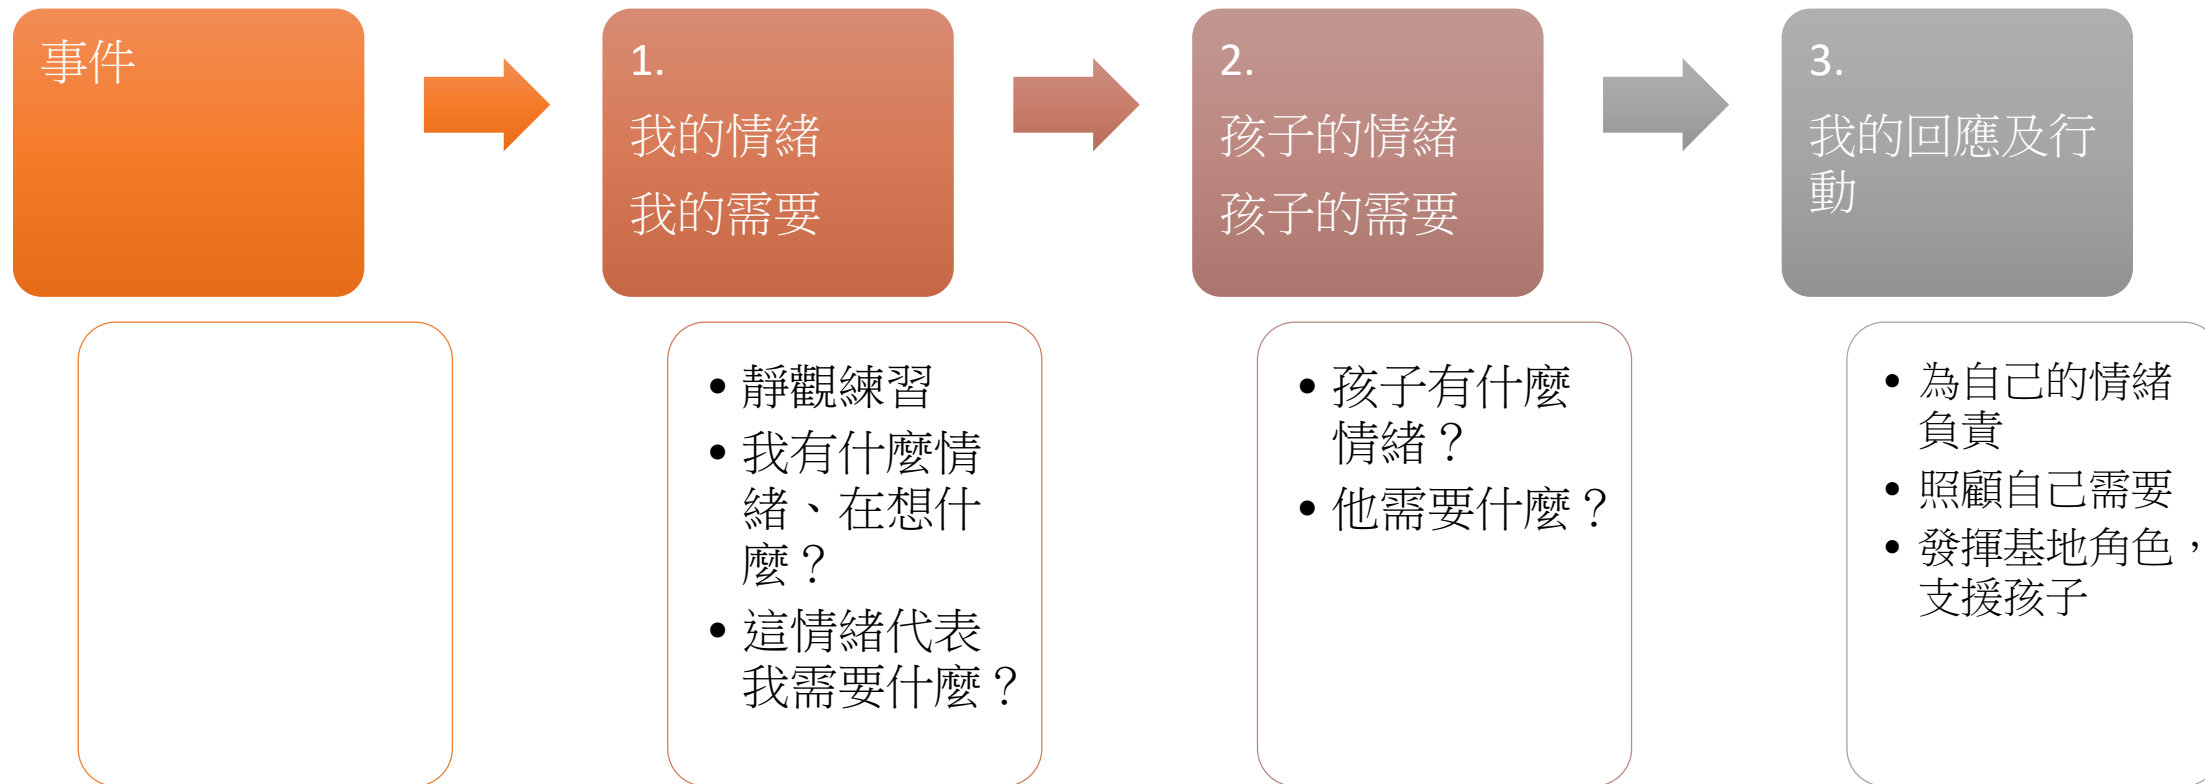 事件
1.
我的情緒
我的需要
2.
孩子的情緒
孩子的需要
3.
我的回應及行
動
• 靜觀練習
• 我有什麼情
緒、在想什
麼？
• 這情緒代表
我需要什麼？
• 孩子有什麼
情緒？
• 他需要什麼？
• 為自己的情緒
負責
• 照顧自己需要
• 發揮基地角色，
支援孩子